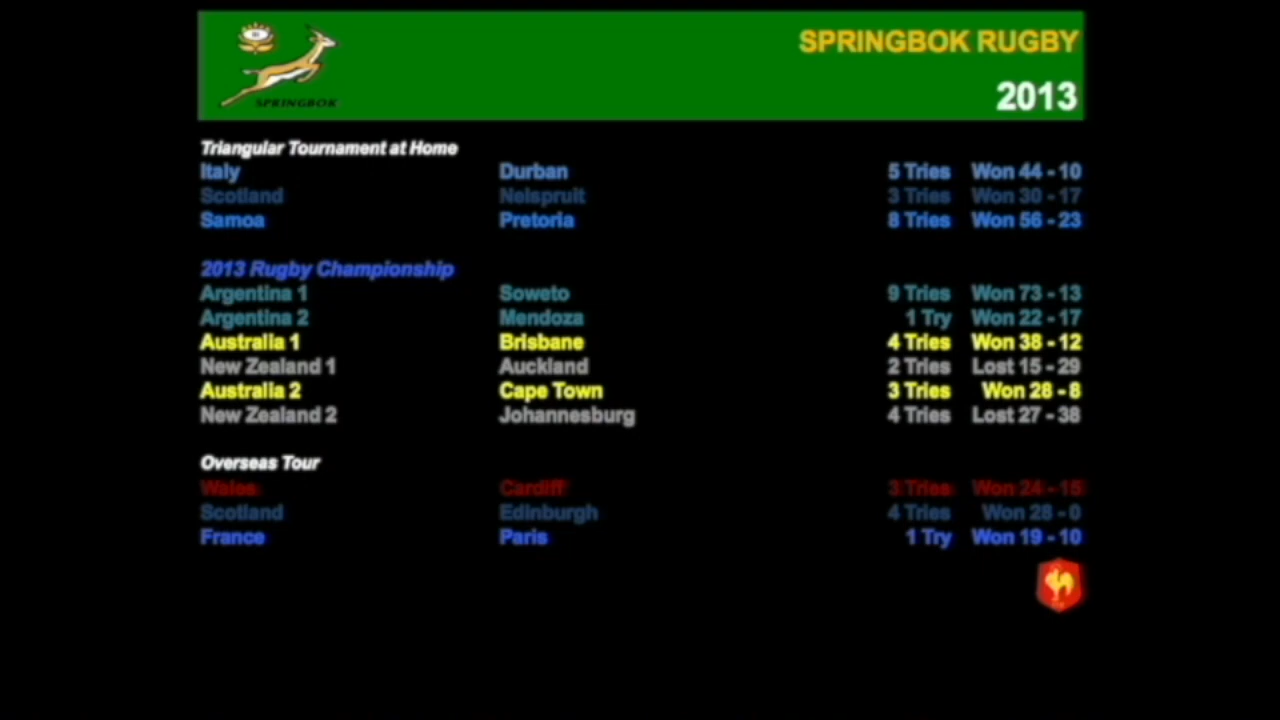 SPRINGBOK RUGBY
SPRINGBOK
2013
Triangular Tournament at Home
Italy Durban 5 Tries Won 44 - 10
Scotland Nelspruit 3 Tries Won 30 - 17
Samoa Pretoria 8 Tries Won 56 - 23
2013 Rugby Championship
Argentina 1 Soweto 9 Tries Won 73 - 13
Argentina 2 Mendoza 1 Try Won 22 - 17
Australia 1 Brisbane 4 Tries Won 38 - 12
New Zealand 1 Auckland 2 Tries Lost 15 - 29
Australia 2 Cape Town 3 Tries Won 28 - 8
New Zealand 2 Johannesburg 4 Tries Lost 27 - 38
Overseas Tour
Wales Cardiff 3 Tries Won 24 - 15
Scotland Edinburgh 4 Tries Won 28 - 0
France Paris 1 Try Won 19 - 10